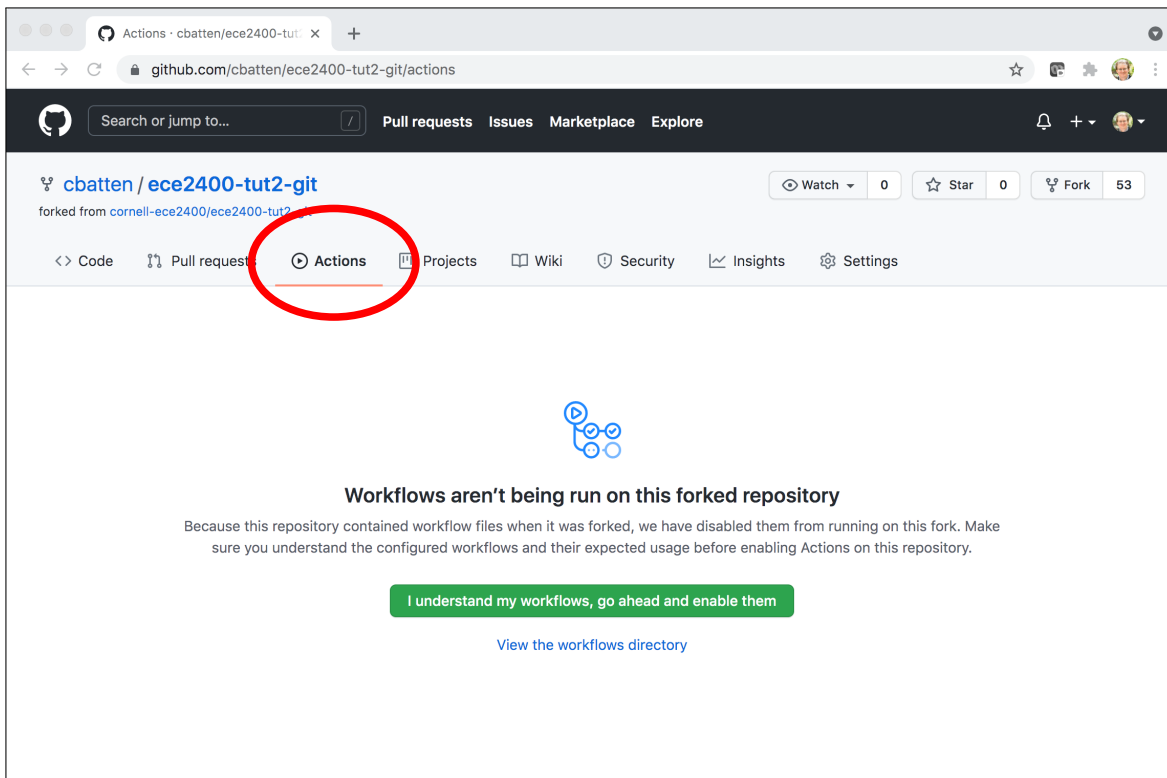 Actions · cbatten/ece2400-tut
github.com/cbatten/ece2400-tut2-git/actions
Search or jump to... / Pull requests Issues Marketplace Explore
cbatten / ece2400-tut2-git Watch 0 Star 0 Fork 53
forked from cornell-ece2400/ece2400-tut2-git
<> Code Pull requests Actions Projects Wiki Security Insights Settings
Workflows aren't being run on this forked repository
Because this repository contained workflow files when it was forked, we have disabled them from running on this fork. Make
sure you understand the configured workflows and their expected usage before enabling Actions on this repository.
I understand my workflows, go ahead and enable them
View the workflows directory